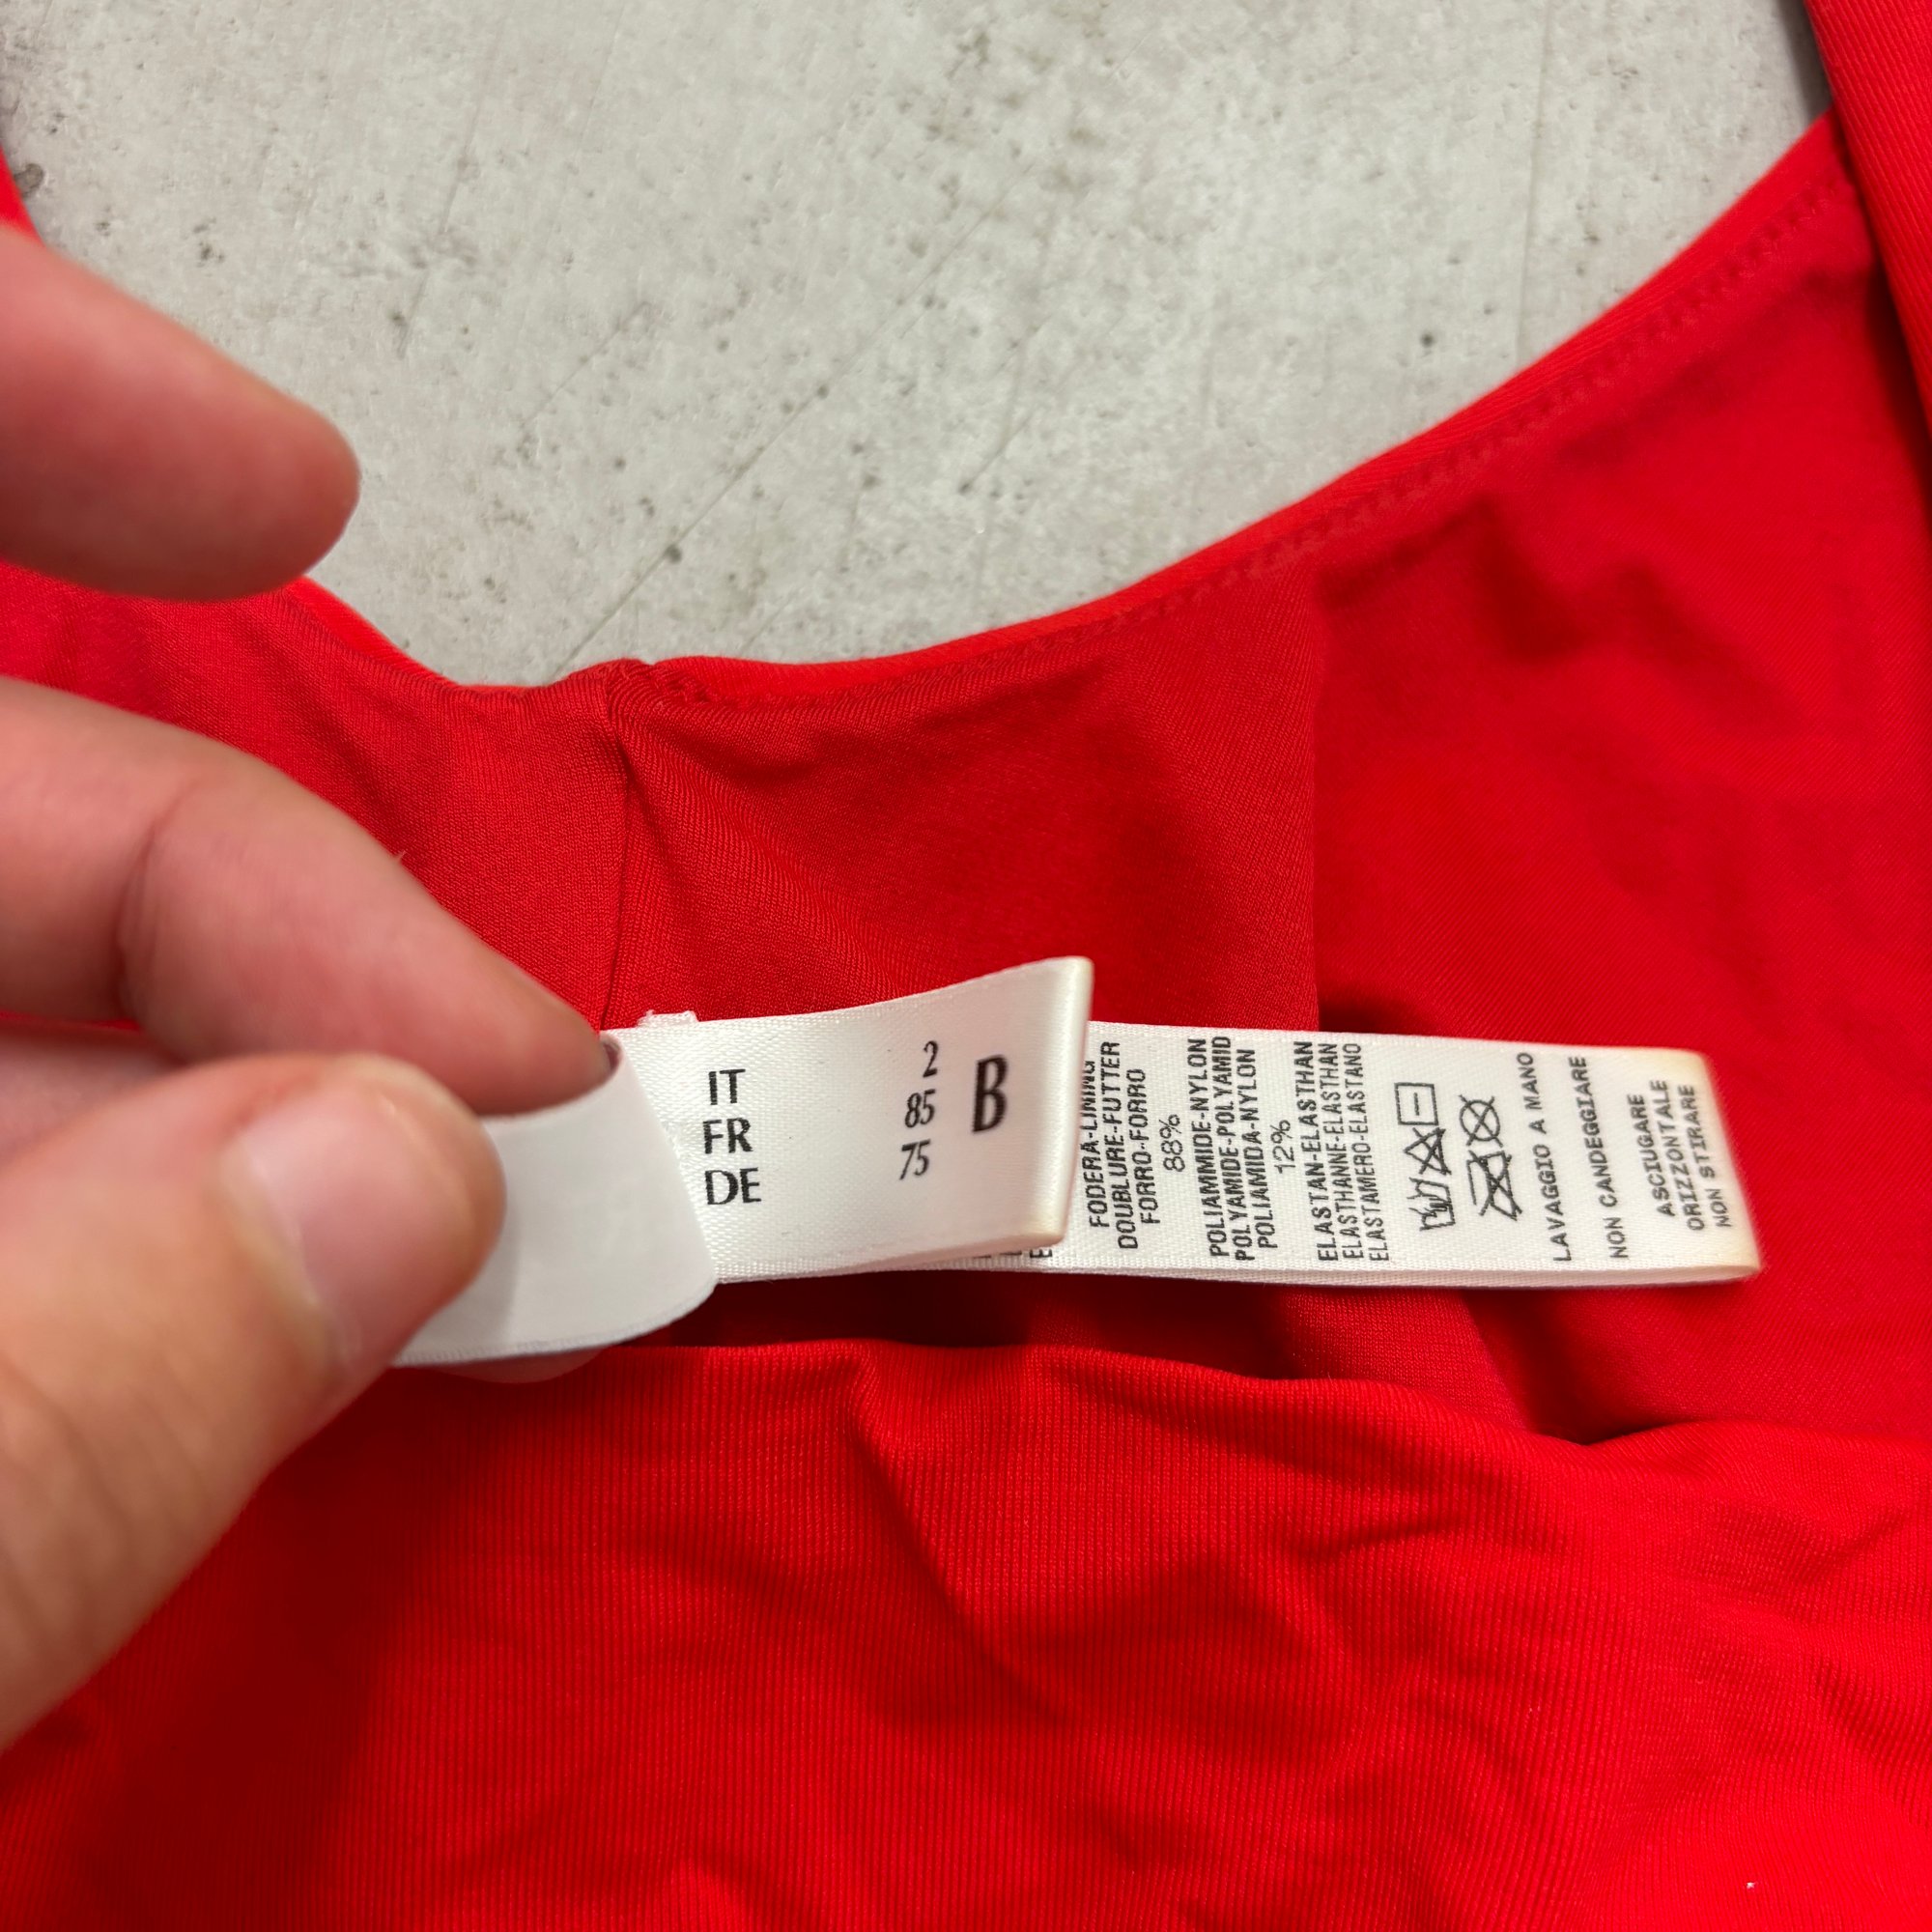 IT 2
FR 85 B
DE 75
FODERA-LINING
DOUBLURE-FUTTER
FORRO-FORRO
88%
POLIAMMIDE-NYLON
POLYAMIDE-POLYAMID
POLIAMIDA-NYLON
12%
ELASTAN-ELASTHAN
ELASTHANNE-ELASTHAN
ELASTAMERO-ELASTANO
LAVAGGIO A MANO
NON CANDEGGIARE
ASCIUGARE
ORIZZONTALE
NON STIRARE